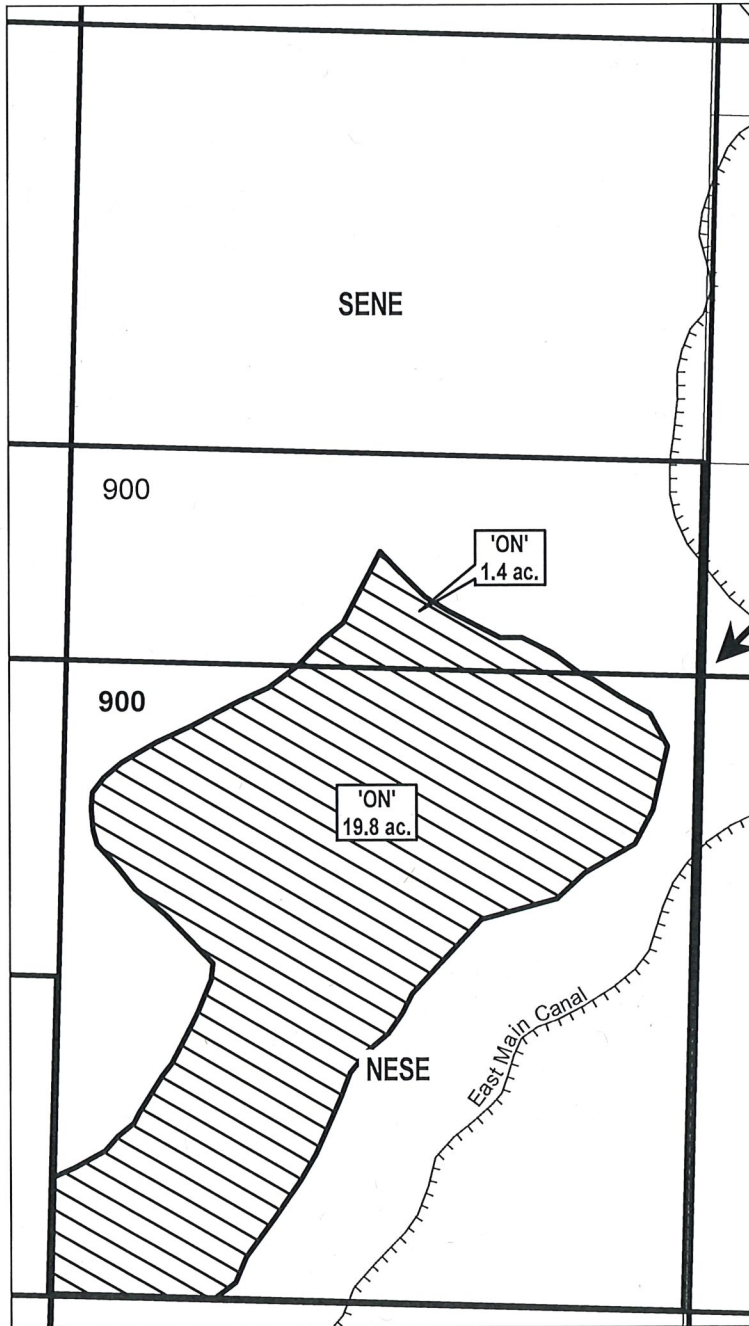 SENE
900
'ON'
1.4 ac.
900
'ON'
19.8 ac.
NESE
East Main Canal